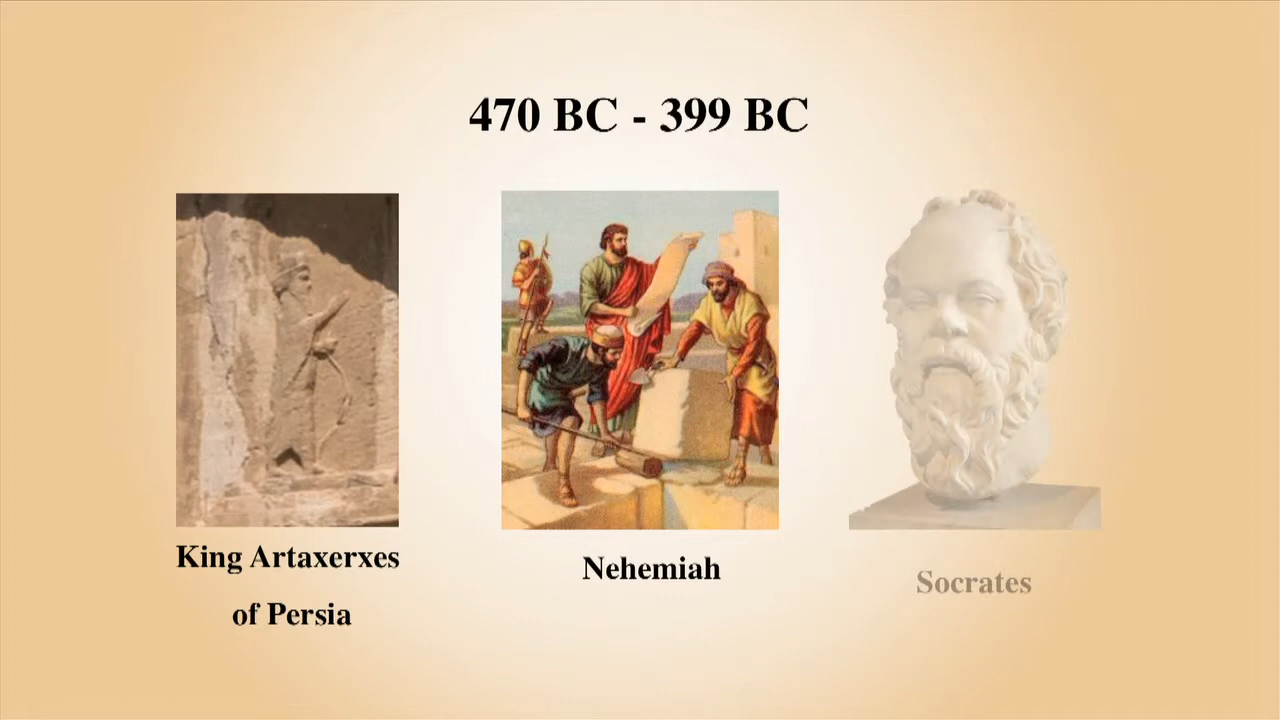 470 BC - 399 BC
King Artaxerxes
of Persia
Nehemiah
Socrates